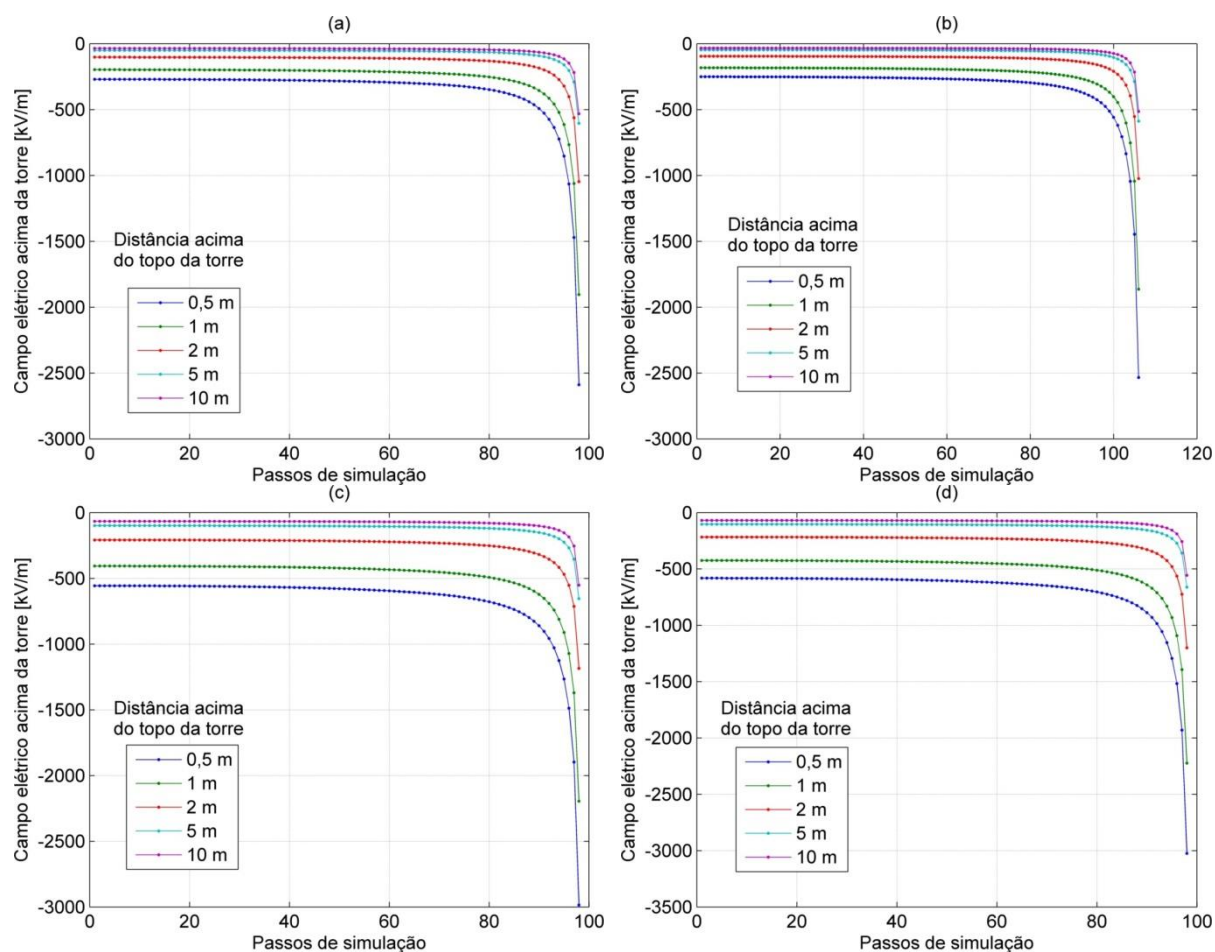 (a)
Campo elétrico acima da torre [kV/m]
0
-500
-1000
-1500
-2000
-2500
-3000
Distância acima
do topo da torre
0,5 m
1 m
2 m
5 m
10 m
0 20 40 60 80 100
Passos de simulação
(b)
Campo elétrico acima da torre [kV/m]
0
-500
-1000
-1500
-2000
-2500
-3000
Distância acima
do topo da torre
0,5 m
1 m
2 m
5 m
10 m
0 20 40 60 80 100 120
Passos de simulação
(c)
Campo elétrico acima da torre [kV/m]
0
-500
-1000
-1500
-2000
-2500
-3000
Distância acima
do topo da torre
0,5 m
1 m
2 m
5 m
10 m
0 20 40 60 80 100
Passos de simulação
(d)
Campo elétrico acima da torre [kV/m]
0
-500
-1000
-1500
-2000
-2500
-3000
-3500
Distância acima
do topo da torre
0,5 m
1 m
2 m
5 m
10 m
0 20 40 60 80 100
Passos de simulação